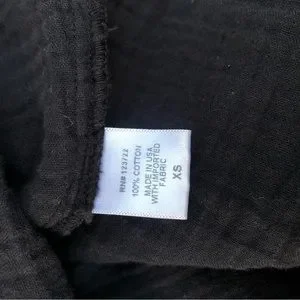 RN# 123722
100% COTTON
MADE IN USA
WITH IMPORTED
FABRIC
XS